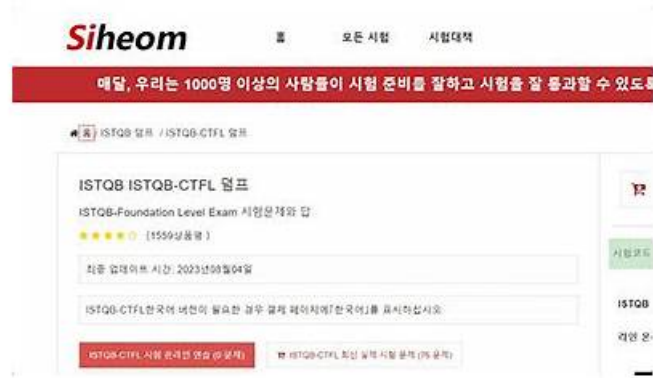 Siheom
홈 모든 시험 시험대책
매달, 우리는 1000명 이상의 사람들이 시험 준비를 잘하고 시험을 잘 통과할 수 있도록
홈 / ISTQB 덤프 / ISTQB-CTFL 덤프
ISTQB ISTQB-CTFL 덤프
ISTQB-Foundation Level Exam 시험문제와 답
(1559상품평 )
최종 업데이트 시간: 2023년08월04일
ISTQB-CTFL한국어 버전이 필요한 경우 결제 페이지에「한국어」를 표시하십시오
ISTQB-CTFL 시험 온라인 연습 (0 문제)
ISTQB-CTFL 최신 실제 시험 문제 (75 문제)
시험코드
ISTQB
라인 온